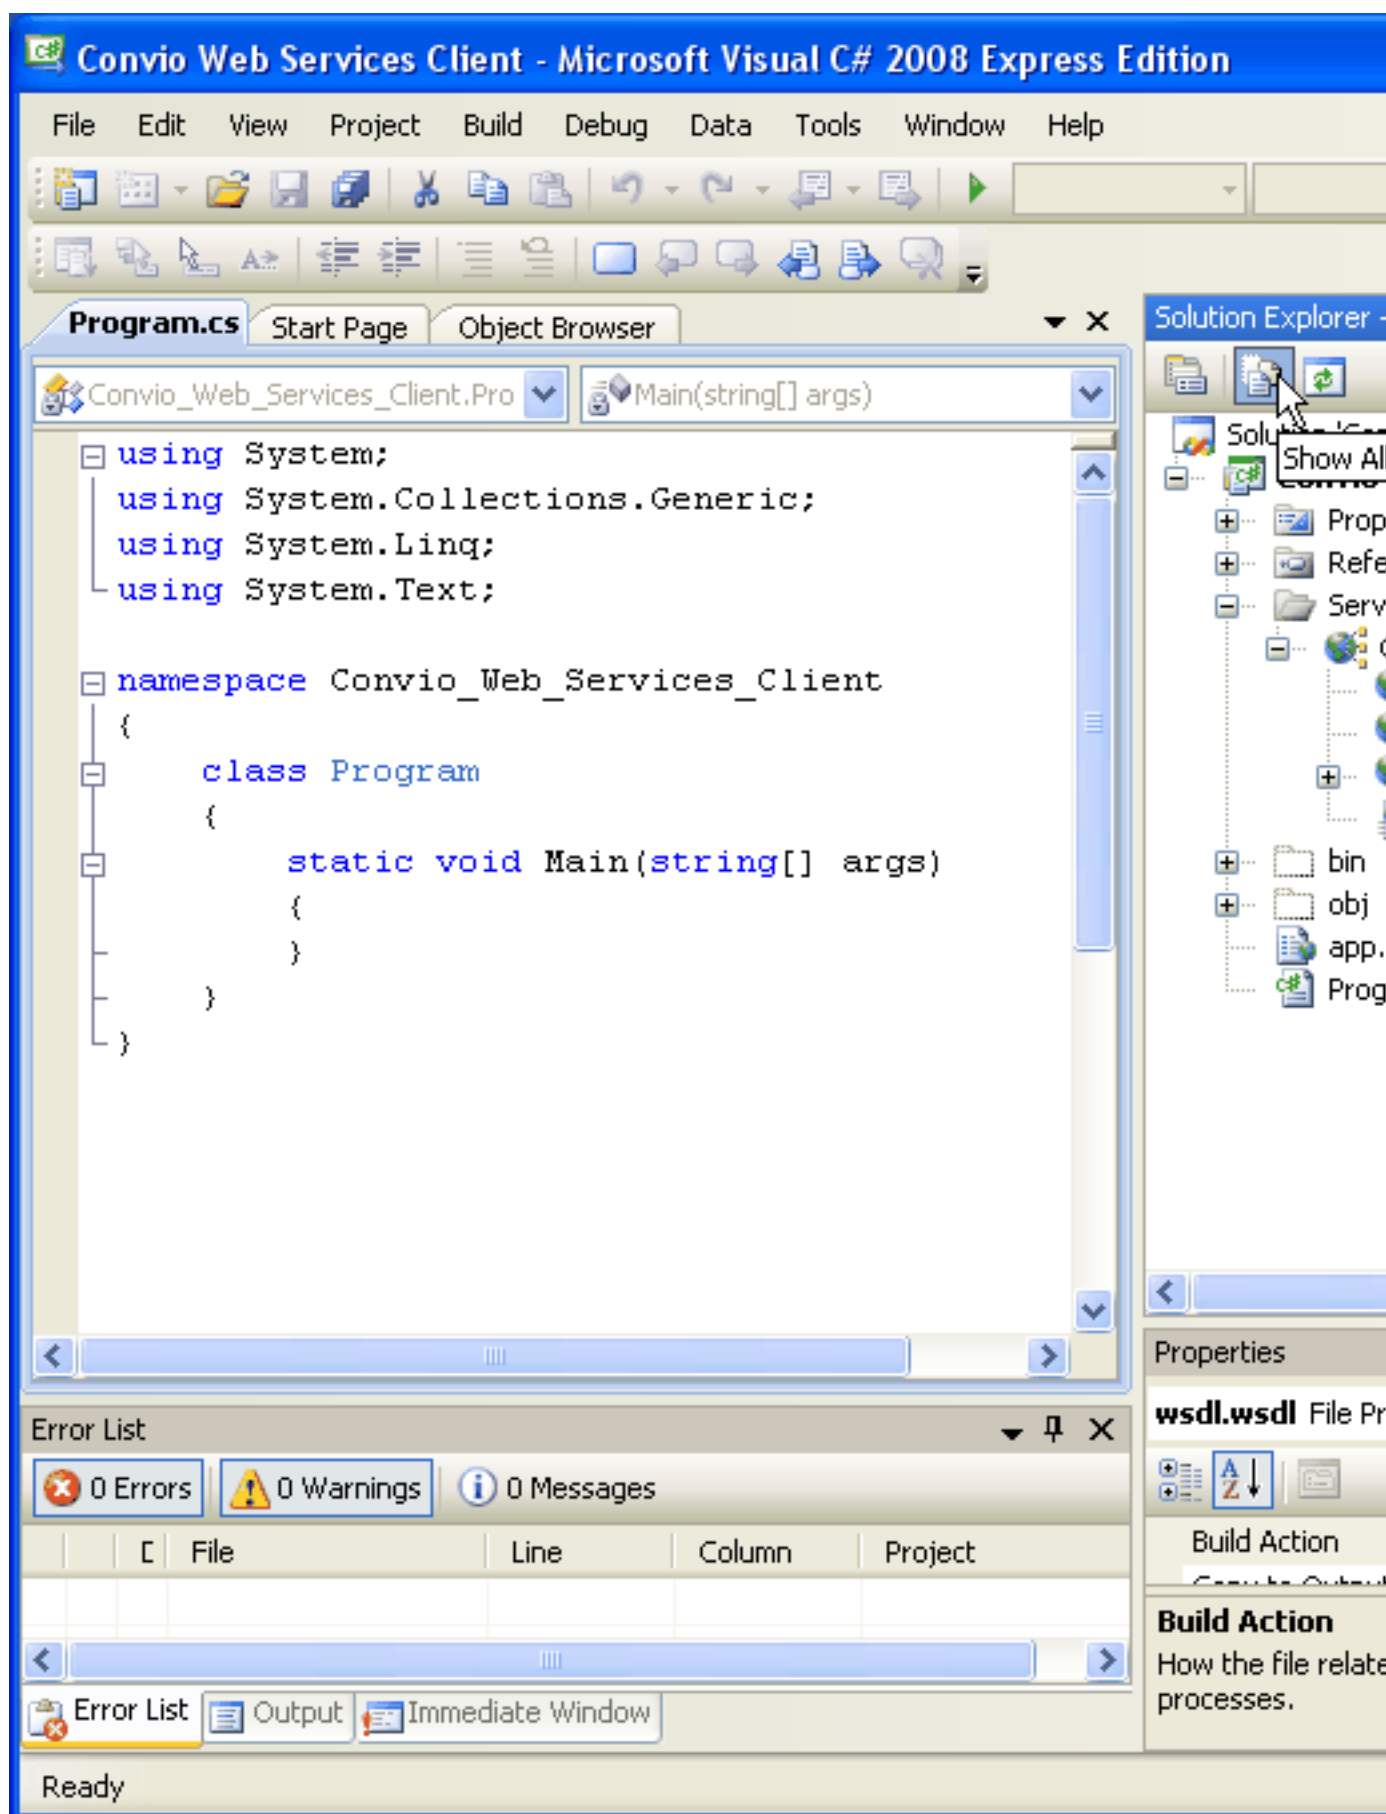 Convio Web Services Client - Microsoft Visual C# 2008 Express Edition
File Edit View Project Build Debug Data Tools Window Help
Program.cs Start Page Object Browser
Convio_Web_Services_Client.Pro Main(string[] args)
using System;
using System.Collections.Generic;
using System.Linq;
using System.Text;
namespace Convio_Web_Services_Client
{
class Program
{
static void Main(string[] args)
{
}
}
}
Solution Explorer -
Show All
Prop
Refe
Serv
bin
obj
app.
Prog
Properties
wsdl.wsdl File Pr
Build Action
Build Action
How the file relate
processes.
Error List
0 Errors 0 Warnings 0 Messages
File Line Column Project
Error List Output Immediate Window
Ready